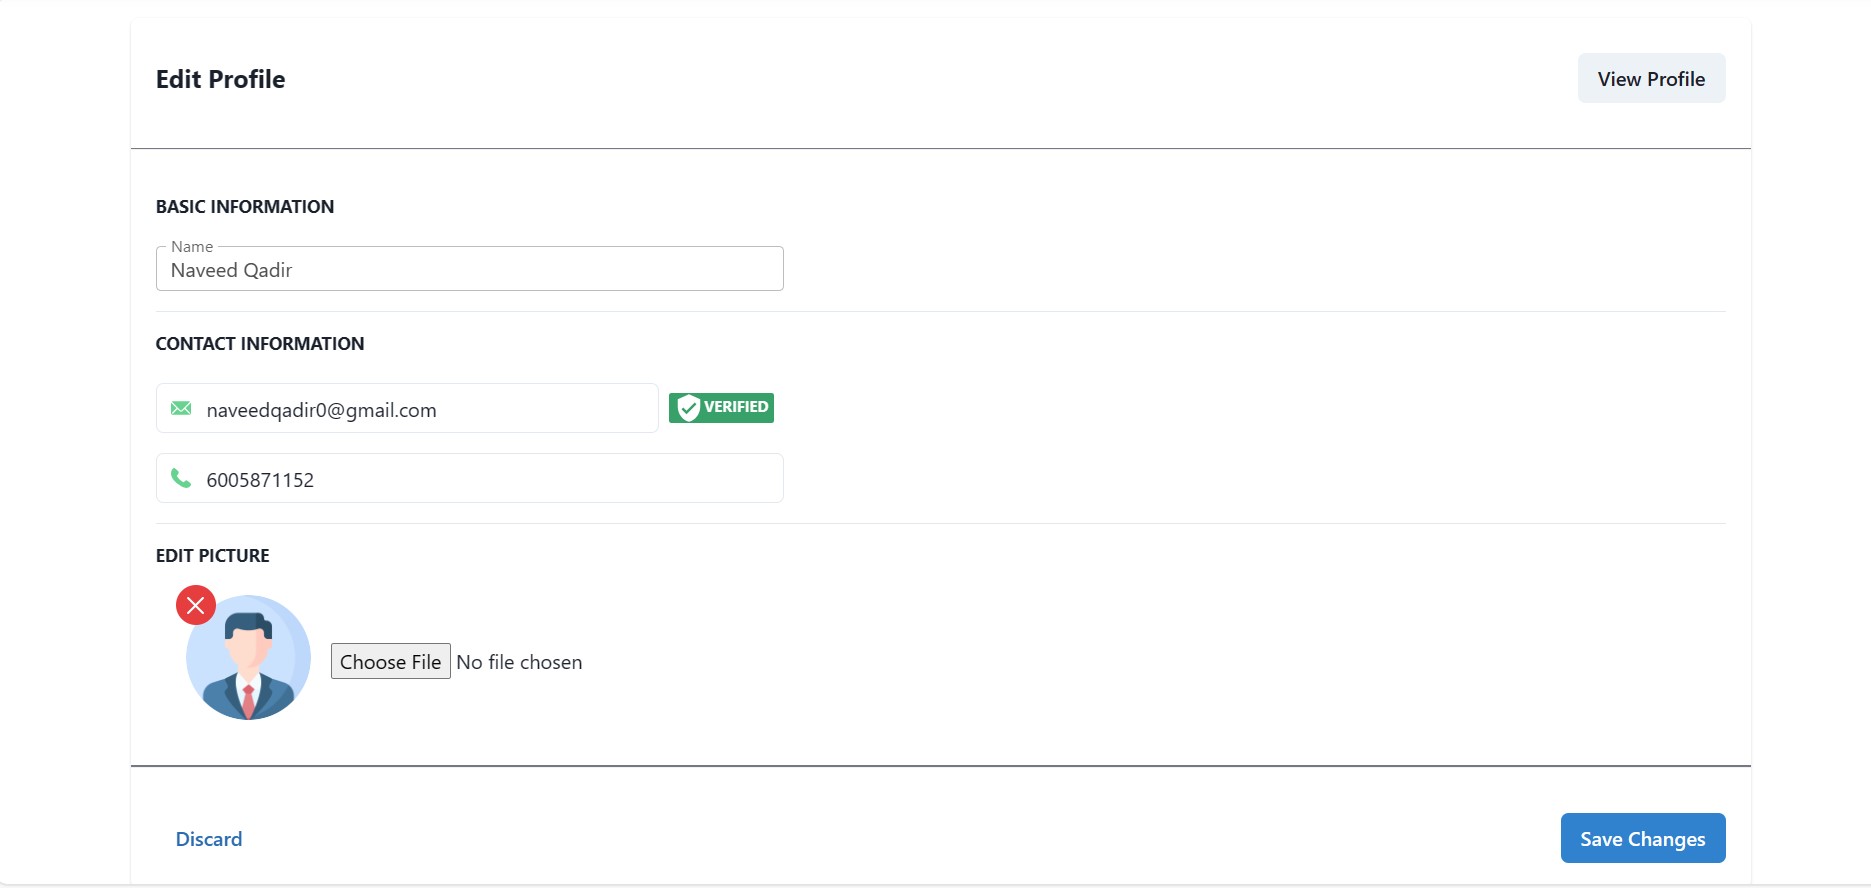 Edit Profile
View Profile
BASIC INFORMATION
Name
Naveed Qadir
CONTACT INFORMATION
naveedqadir0@gmail.com
VERIFIED
6005871152
EDIT PICTURE
Choose File No file chosen
Discard
Save Changes